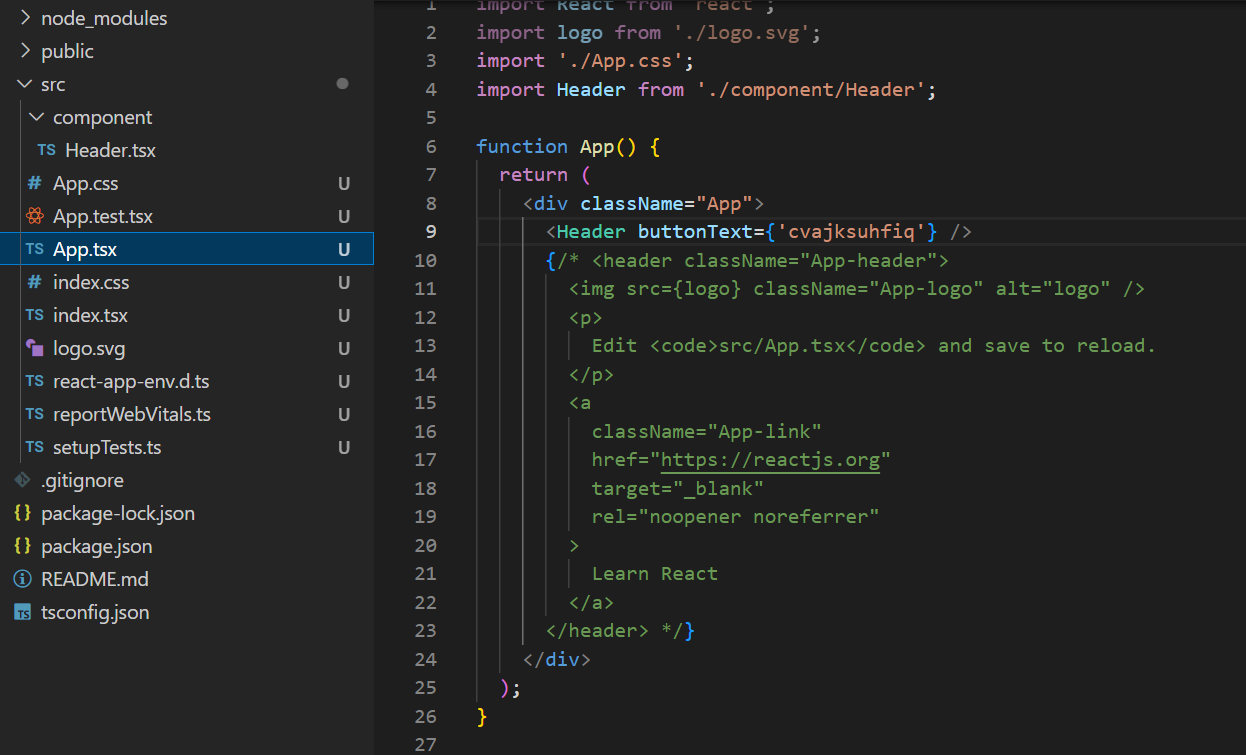 node_modules
public
src
component
TS Header.tsx
# App.css U
App.test.tsx U
TS App.tsx U
# index.css U
TS index.tsx U
logo.svg U
TS react-app-env.d.ts U
TS reportWebVitals.ts U
TS setupTests.ts U
.gitignore
{} package-lock.json
{} package.json
README.md
TS tsconfig.json
1 import React from 'react';
2 import logo from './logo.svg';
3 import './App.css';
4 import Header from './component/Header';
5
6 function App() {
7 return (
8 <div className="App">
9 <Header buttonText={'cvajksuhfiq'} />
10 {/* <header className="App-header">
11 <img src={logo} className="App-logo" alt="logo" />
12 <p>
13 Edit <code>src/App.tsx</code> and save to reload.
14 </p>
15 <a
16 className="App-link"
17 href="https://reactjs.org"
18 target="_blank"
19 rel="noopener noreferrer"
20 >
21 Learn React
22 </a>
23 </header> */}
24 </div>
25 );
26 }
27